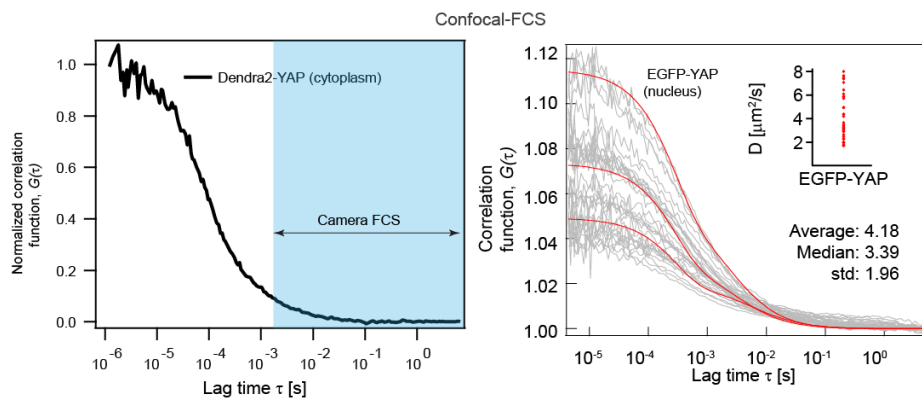 Confocal-FCS
Normalized correlation
function, G(τ)
1.0
0.8
0.6
0.4
0.2
0.0
Dendra2-YAP (cytoplasm)
Camera FCS
10-6
10-5
10-4
10-3
10-2
10-1
100
Lag time τ [s]
Correlation
function, G(τ)
1.12
1.10
1.08
1.06
1.04
1.02
1.00
EGFP-YAP
(nucleus)
D [μm2/s]
8
6
4
2
EGFP-YAP
Average: 4.18
Median: 3.39
std: 1.96
10-5
10-4
10-3
10-2
10-1
100
Lag time τ [s]